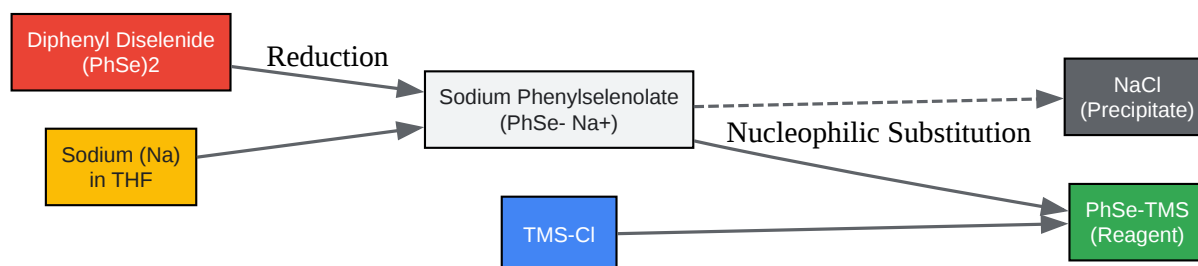 Diphenyl Diselenide
(PhSe)2
Reduction
Sodium (Na)
in THF
Sodium Phenylselenolate
(PhSe- Na+)
NaCl
(Precipitate)
Nucleophilic Substitution
TMS-Cl
PhSe-TMS
(Reagent)